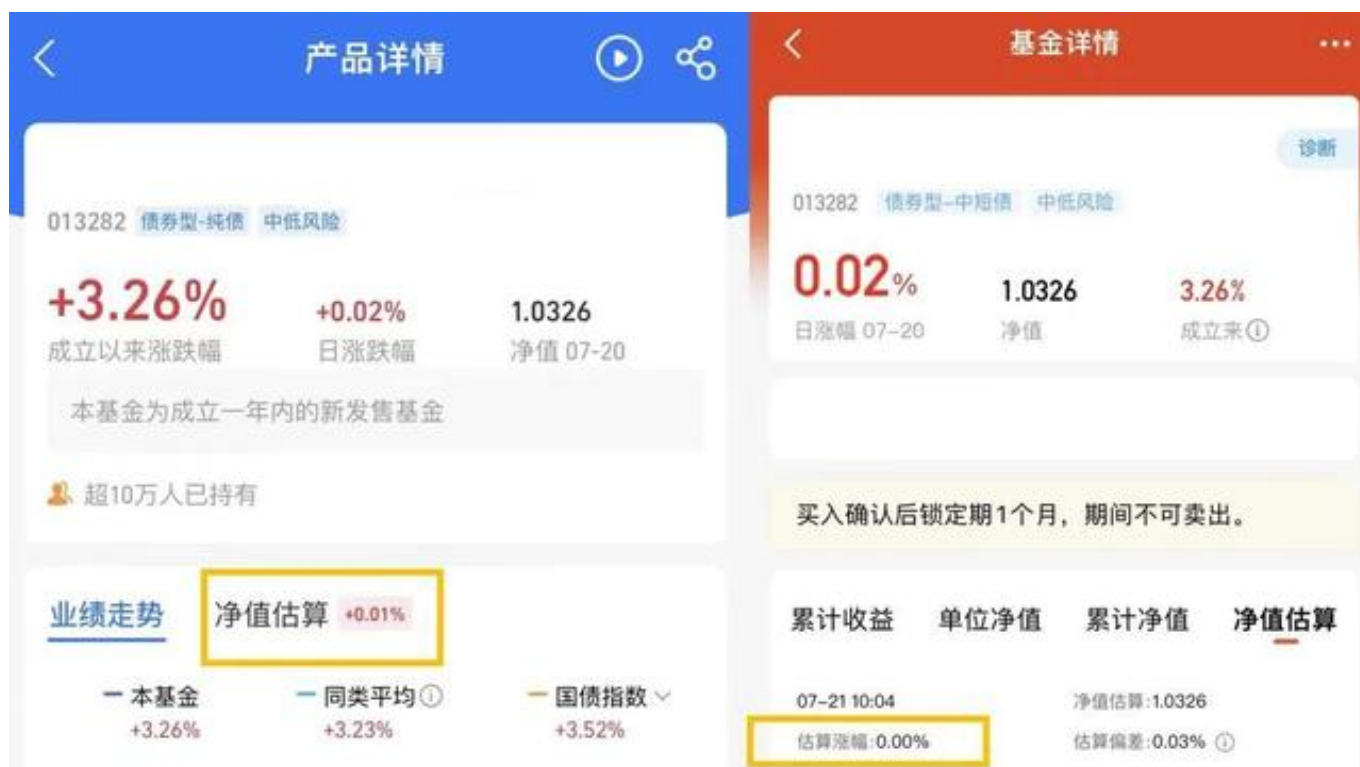 产品详情
013282 债券型-纯债 中低风险
+3.26% +0.02% 1.0326
成立以来涨跌幅 日涨跌幅 净值 07-20
本基金为成立一年内的新发售基金
超10万人已持有
业绩走势 净值估算 +0.01%
本基金 同类平均 国债指数
+3.26% +3.23% +3.52%
基金详情
诊断
013282 债券型-中短债 中低风险
0.02% 1.0326 3.26%
日涨幅 07-20 净值 成立来
买入确认后锁定期1个月，期间不可卖出。
累计收益 单位净值 累计净值 净值估算
07-21 10:04 净值估算:1.0326
估算涨幅:0.00% 估算偏差:0.03%